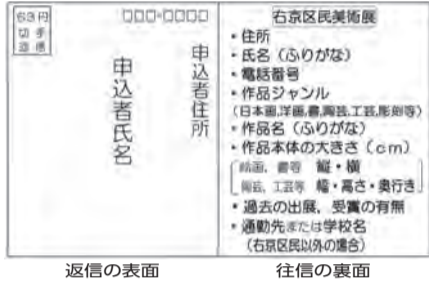 63円
切手
□□□-□□□□
申込者住所
申込者氏名
右京区民美術展
・住所
・氏名（ふりがな）
・電話番号
・作品ジャンル
（日本画,洋画,書,陶芸,工芸,彫刻等）
・作品名（ふりがな）
・作品本体の大きさ（cm）
絵画、書等 縦・横
陶芸、工芸等 幅・高さ・奥行き
・過去の出展、受賞の有無
・通勤先または学校名
（右京区民以外の場合）
返信の表面
往信の裏面